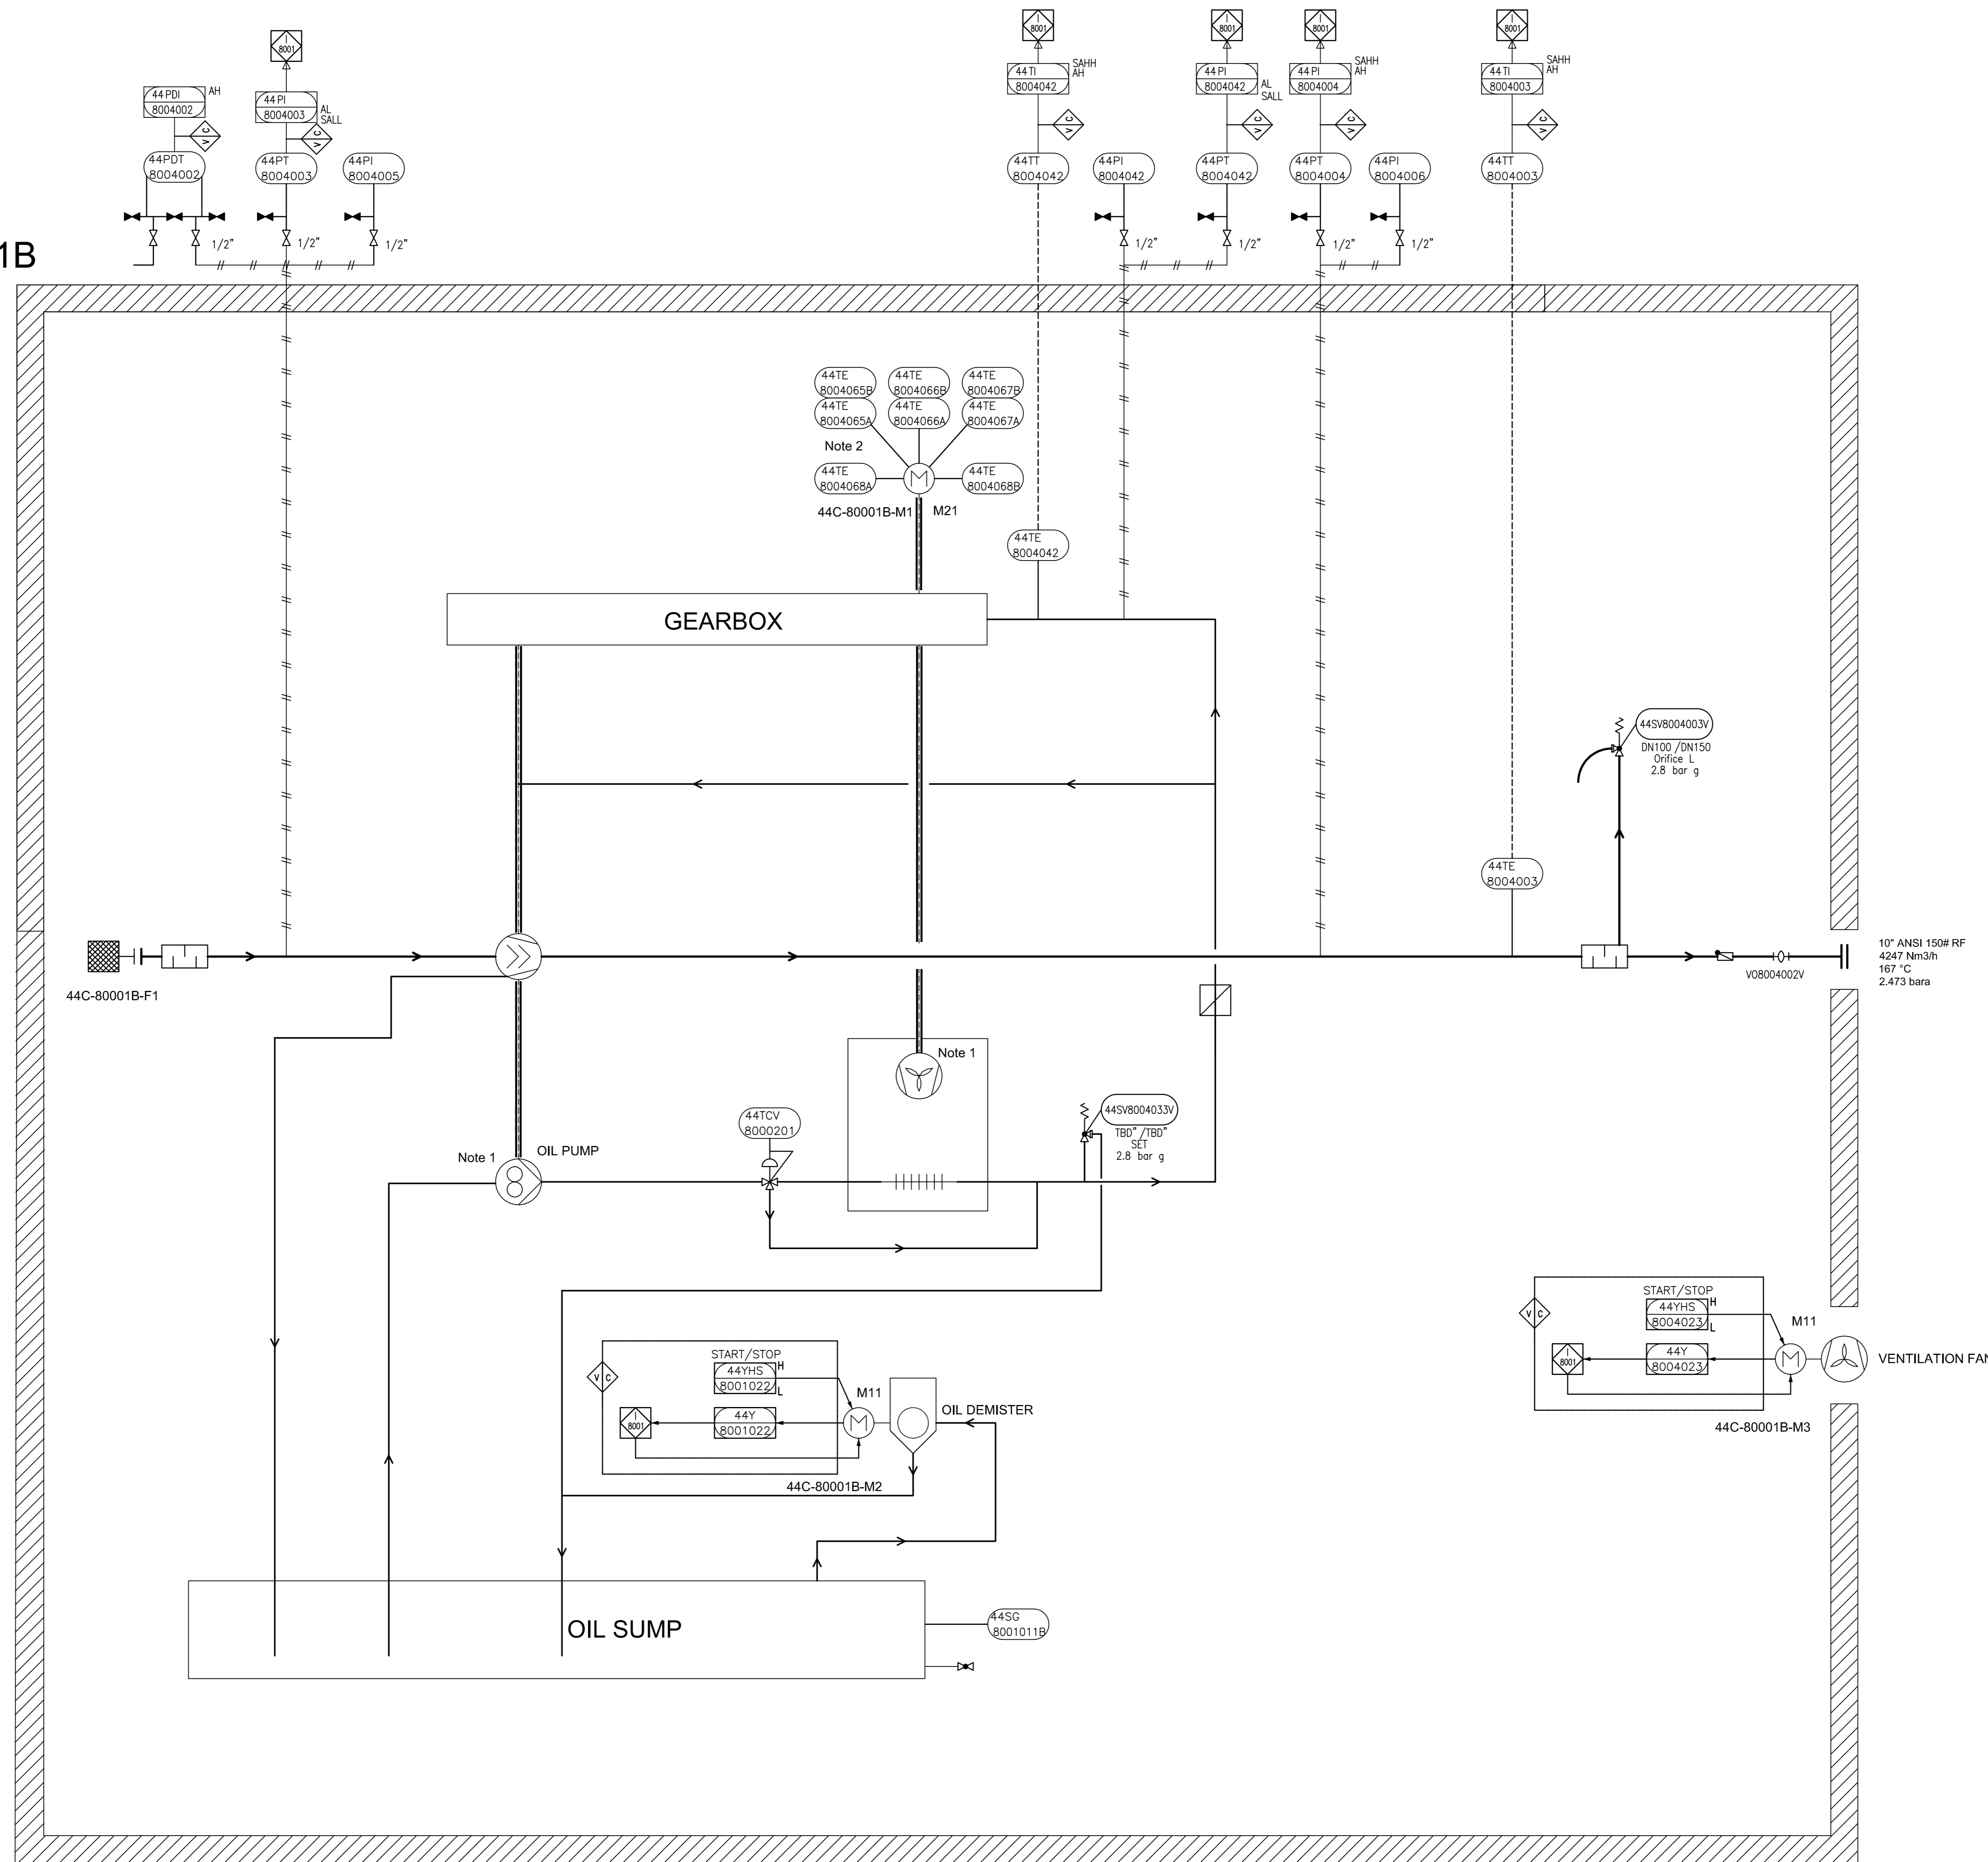 I
8001
I
8001
I
8001
I
8001
I
8001
44 PDI
8004002
AH
44 PI
8004003
AL
SALL
44 TI
8004042
SAHH
AH
44 PI
8004042
AL
SALL
44 PI
8004004
SAHH
AH
44 TI
8004003
SAHH
AH
V C
V C
V C
V C
V C
V C
44PDT
8004002
44PT
8004003
44PI
8004005
44TT
8004042
44PI
8004042
44PT
8004042
44PT
8004004
44PI
8004006
44TT
8004003
1/2"
1/2"
1/2"
1/2"
1/2"
1/2"
1/2"
1B
44TE
8004065B
44TE
8004066B
44TE
8004067B
44TE
8004065A
44TE
8004066A
44TE
8004067A
Note 2
44TE
8004068A
M
44TE
8004068B
44C-80001B-M1
M21
44TE
8004042
GEARBOX
44SV8004003V
DN100 /DN150
Orifice L
2.8 bar g
44TE
8004003
44C-80001B-F1
VO8004002V
10" ANSI 150# RF
4247 Nm3/h
167 °C
2.473 bara
Note 1
44TCV
8000201
44SV8004033V
TBD" /TBD"
SET
2.8 bar g
Note 1
OIL PUMP
START/STOP
44YHS
8004023
H
L
M11
V C
I
8001
44Y
8004023
M
VENTILATION FAN
44C-80001B-M3
START/STOP
44YHS
8001022
H
L
M11
V C
I
8001
44Y
8001022
M
OIL DEMISTER
44C-80001B-M2
OIL SUMP
44SG
8001011B